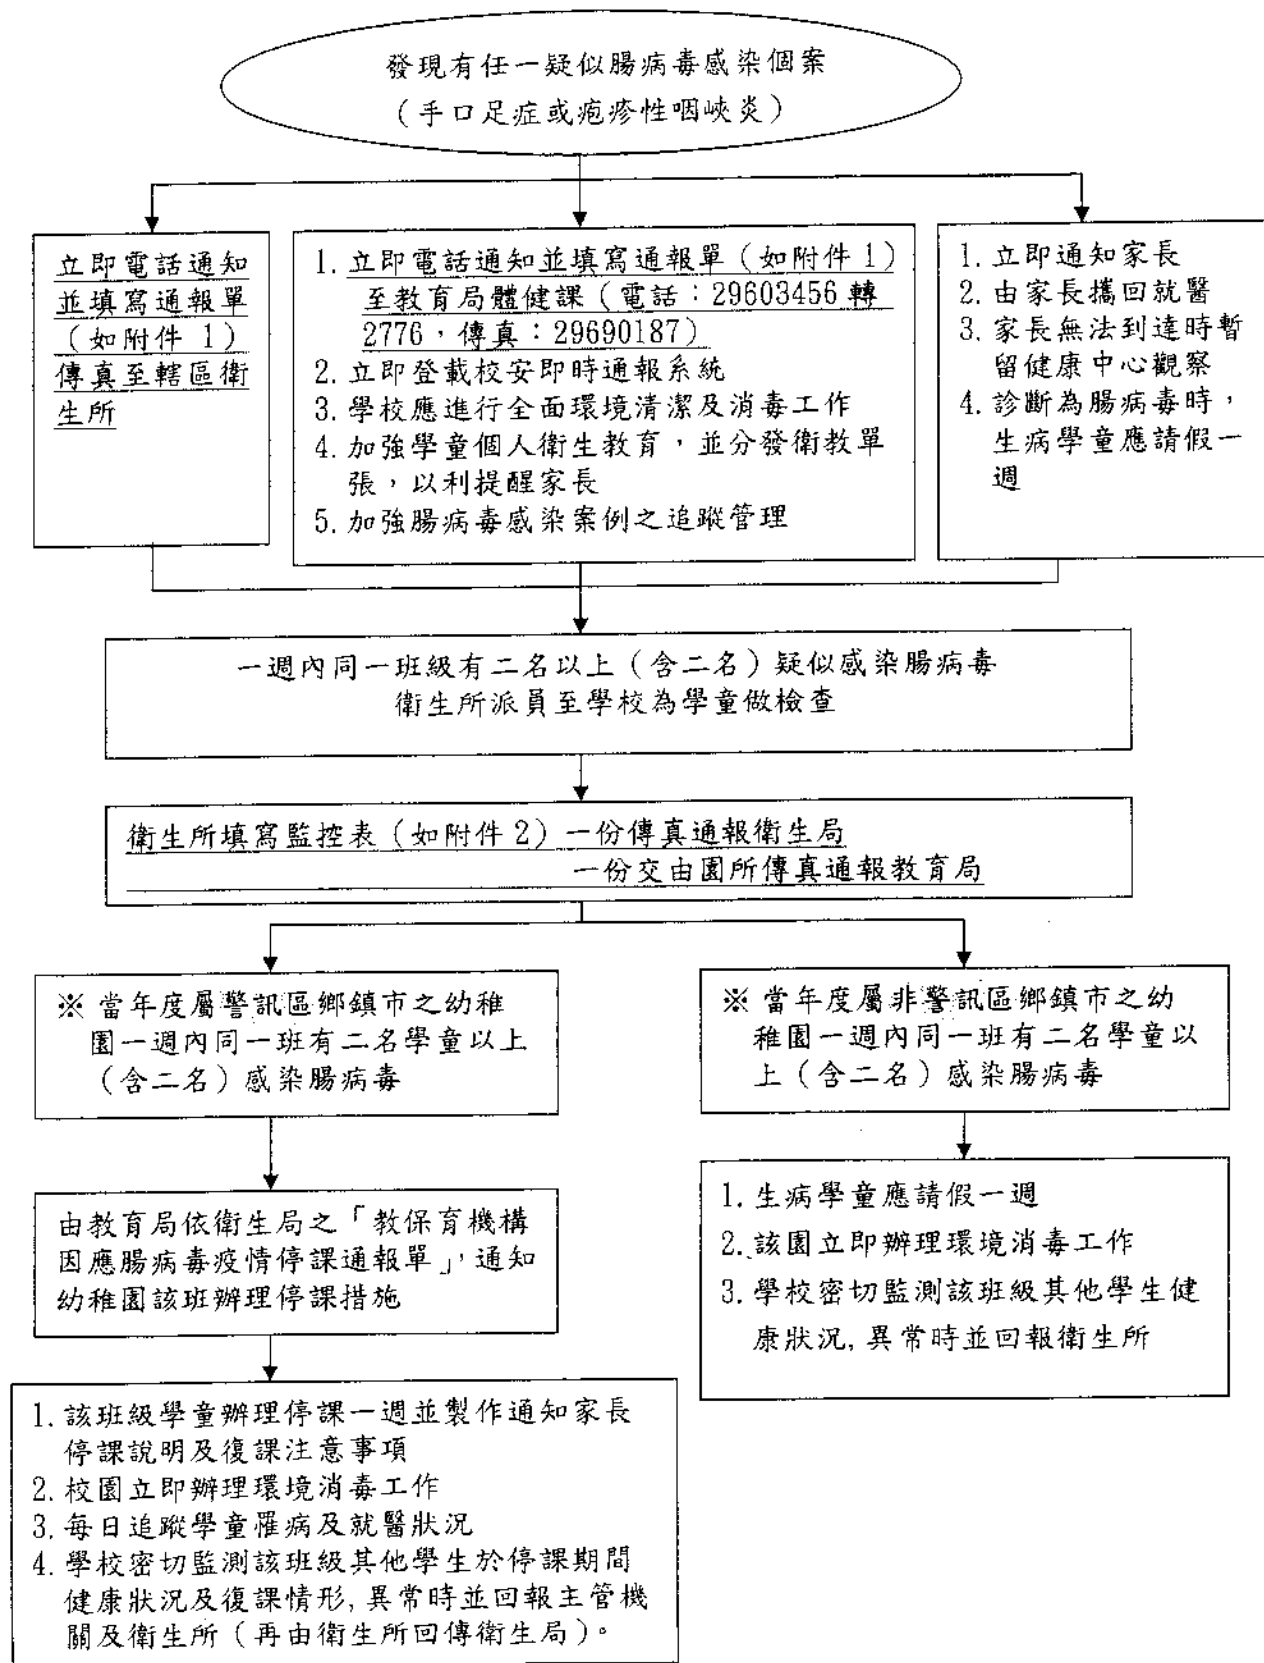 發現有任一疑似腸病毒感染個案
(手口足症或疱疹性咽峽炎)
立即電話通知
並填寫通報單
(如附件 1)
傳真至轄區衛
生所
1. 立即電話通知並填寫通報單(如附件 1)
至教育局體健課(電話:29603456 轉
2776,傳真:29690187)
2. 立即登載校安即時通報系統
3. 學校應進行全面環境清潔及消毒工作
4. 加強學童個人衛生教育,並分發衛教單
張,以利提醒家長
5. 加強腸病毒感染案例之追蹤管理
1. 立即通知家長
2. 由家長攜回就醫
3. 家長無法到達時暫
留健康中心觀察
4. 診斷為腸病毒時,
生病學童應請假一
週
一週內同一班級有二名以上(含二名)疑似感染腸病毒
衛生所派員至學校為學童做檢查
衛生所填寫監控表(如附件 2)一份傳真通報衛生局
一份交由園所傳真通報教育局
※ 當年度屬警訊區鄉鎮市之幼稚
園一週內同一班有二名學童以上
(含二名)感染腸病毒
※ 當年度屬非警訊區鄉鎮市之幼
稚園一週內同一班有二名學童以
上(含二名)感染腸病毒
由教育局依衛生局之「教保育機構
因應腸病毒疫情停課通報單」,通知
幼稚園該班辦理停課措施
1. 生病學童應請假一週
2. 該園立即辦理環境消毒工作
3. 學校密切監測該班級其他學生健
康狀況,異常時並回報衛生所
1. 該班級學童辦理停課一週並製作通知家長
停課說明及復課注意事項
2. 校園立即辦理環境消毒工作
3. 每日追蹤學童罹病及就醫狀況
4. 學校密切監測該班級其他學生於停課期間
健康狀況及復課情形,異常時並回報主管機
關及衛生所(再由衛生所回傳衛生局)。